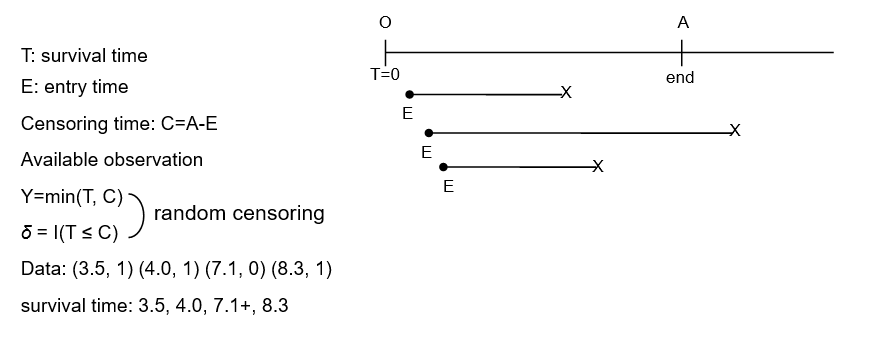 T: survival time
E: entry time
Censoring time: C=A-E
Available observation
Y=min(T, C)
δ = I(T ≤ C)
random censoring
Data: (3.5, 1) (4.0, 1) (7.1, 0) (8.3, 1)
survival time: 3.5, 4.0, 7.1+, 8.3
O
A
T=0
end
X
E
X
E
X
E